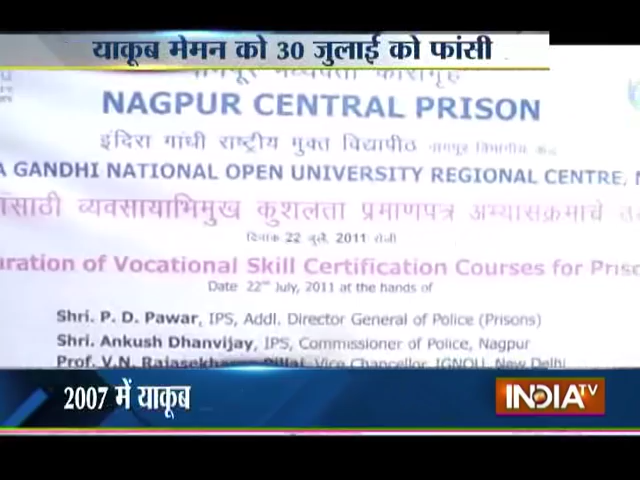 याकूब मेमन को 30 जुलाई को फांसी
NAGPUR CENTRAL PRISON
इंदिरा गांधी राष्ट्रीय मुक्त विद्यापीठ
A GANDHI NATIONAL OPEN UNIVERSITY REGIONAL CENTRE, N
ांसाठी व्यवसायाभिमुख कुशलता प्रमाणपत्र अभ्यासक्रमाचे
दिनांक 22 जुलै, 2011 रोजी
aration of Vocational Skill Certification Courses for Priso
Date 22nd July, 2011 at the hands of
Shri. P. D. Pawar, IPS, Addl. Director General of Police (Prisons)
Shri. Ankush Dhanvijay, IPS, Commissioner of Police, Nagpur
Prof. V.N. Vice Chancellor, IGNOU, New Delhi
2007 में याकूब
INDIA TV